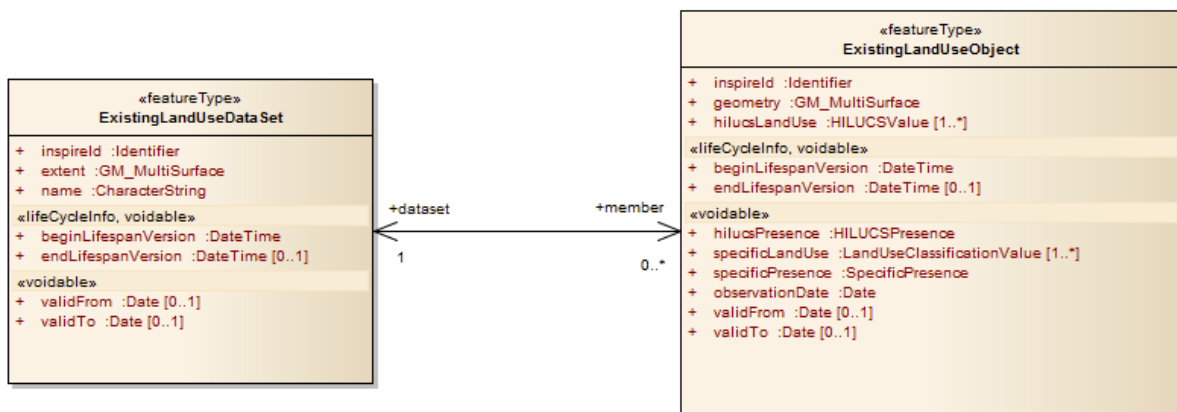 «featureType»
ExistingLandUseDataSet
+ inspireId :Identifier
+ extent :GM_MultiSurface
+ name :CharacterString
«lifeCycleInfo, voidable»
+ beginLifespanVersion :DateTime
+ endLifespanVersion :DateTime [0..1]
«voidable»
+ validFrom :Date [0..1]
+ validTo :Date [0..1]
+dataset
1
+member
0..*
«featureType»
ExistingLandUseObject
+ inspireId :Identifier
+ geometry :GM_MultiSurface
+ hilucsLandUse :HILUCSValue [1..*]
«lifeCycleInfo, voidable»
+ beginLifespanVersion :DateTime
+ endLifespanVersion :DateTime [0..1]
«voidable»
+ hilucsPresence :HILUCSPresence
+ specificLandUse :LandUseClassificationValue [1..*]
+ specificPresence :SpecificPresence
+ observationDate :Date
+ validFrom :Date [0..1]
+ validTo :Date [0..1]